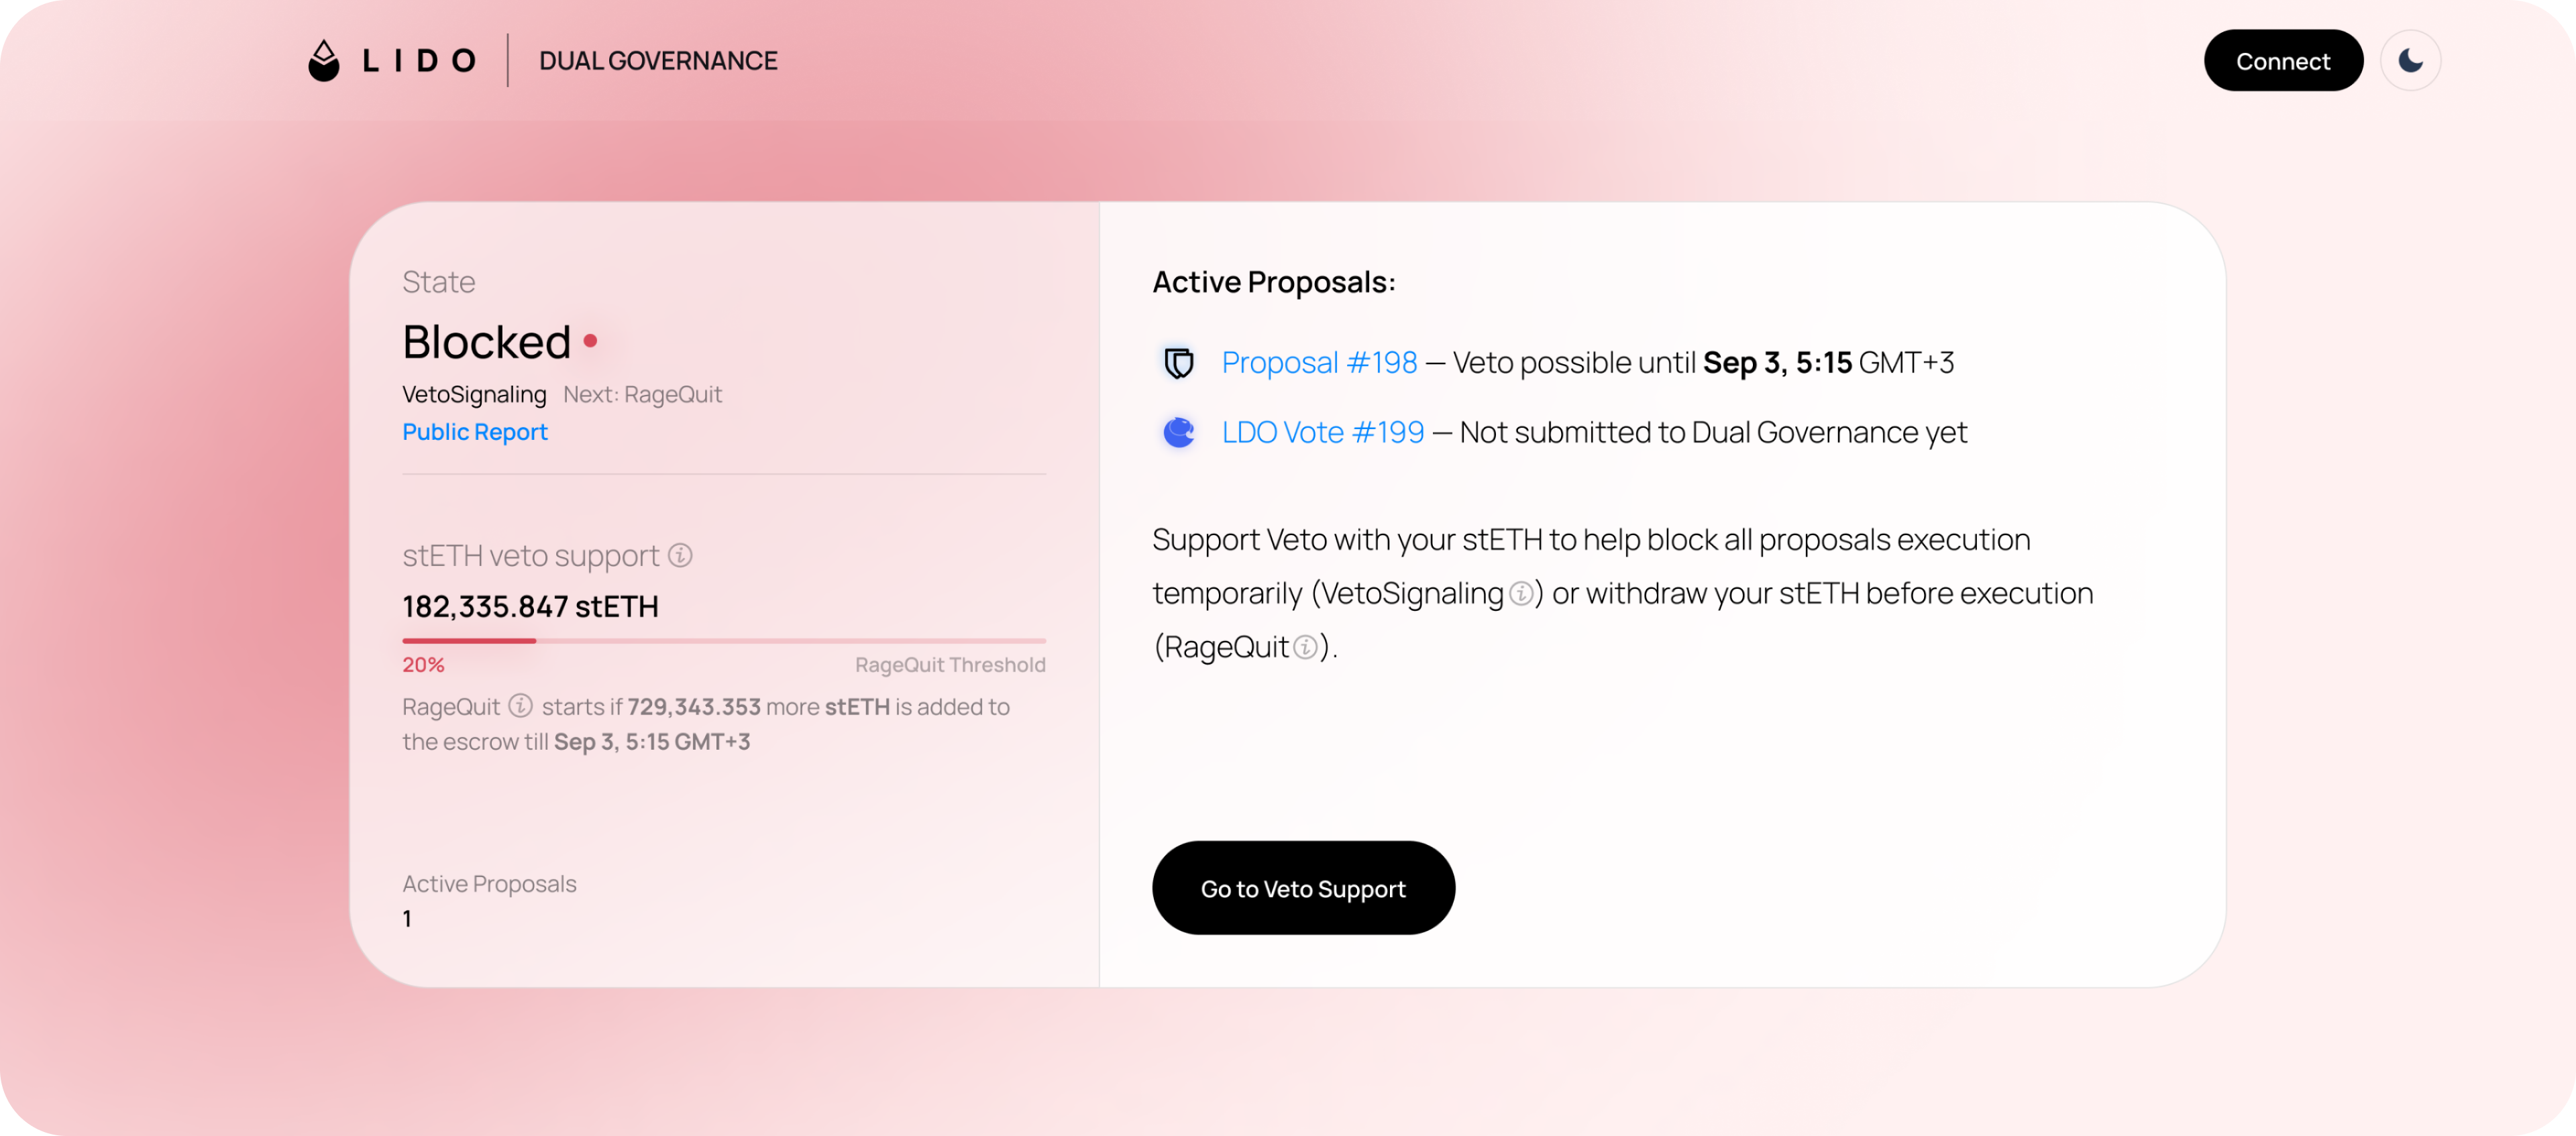 LIDO
DUAL GOVERNANCE
Connect
State
Blocked
VetoSignaling Next: RageQuit
Public Report
stETH veto support
182,335.847 stETH
20% RageQuit Threshold
RageQuit starts if 729,343.353 more stETH is added to
the escrow till Sep 3, 5:15 GMT+3
Active Proposals
1
Active Proposals:
Proposal #198 — Veto possible until Sep 3, 5:15 GMT+3
LDO Vote #199 — Not submitted to Dual Governance yet
Support Veto with your stETH to help block all proposals execution
temporarily (VetoSignaling) or withdraw your stETH before execution
(RageQuit).
Go to Veto Support